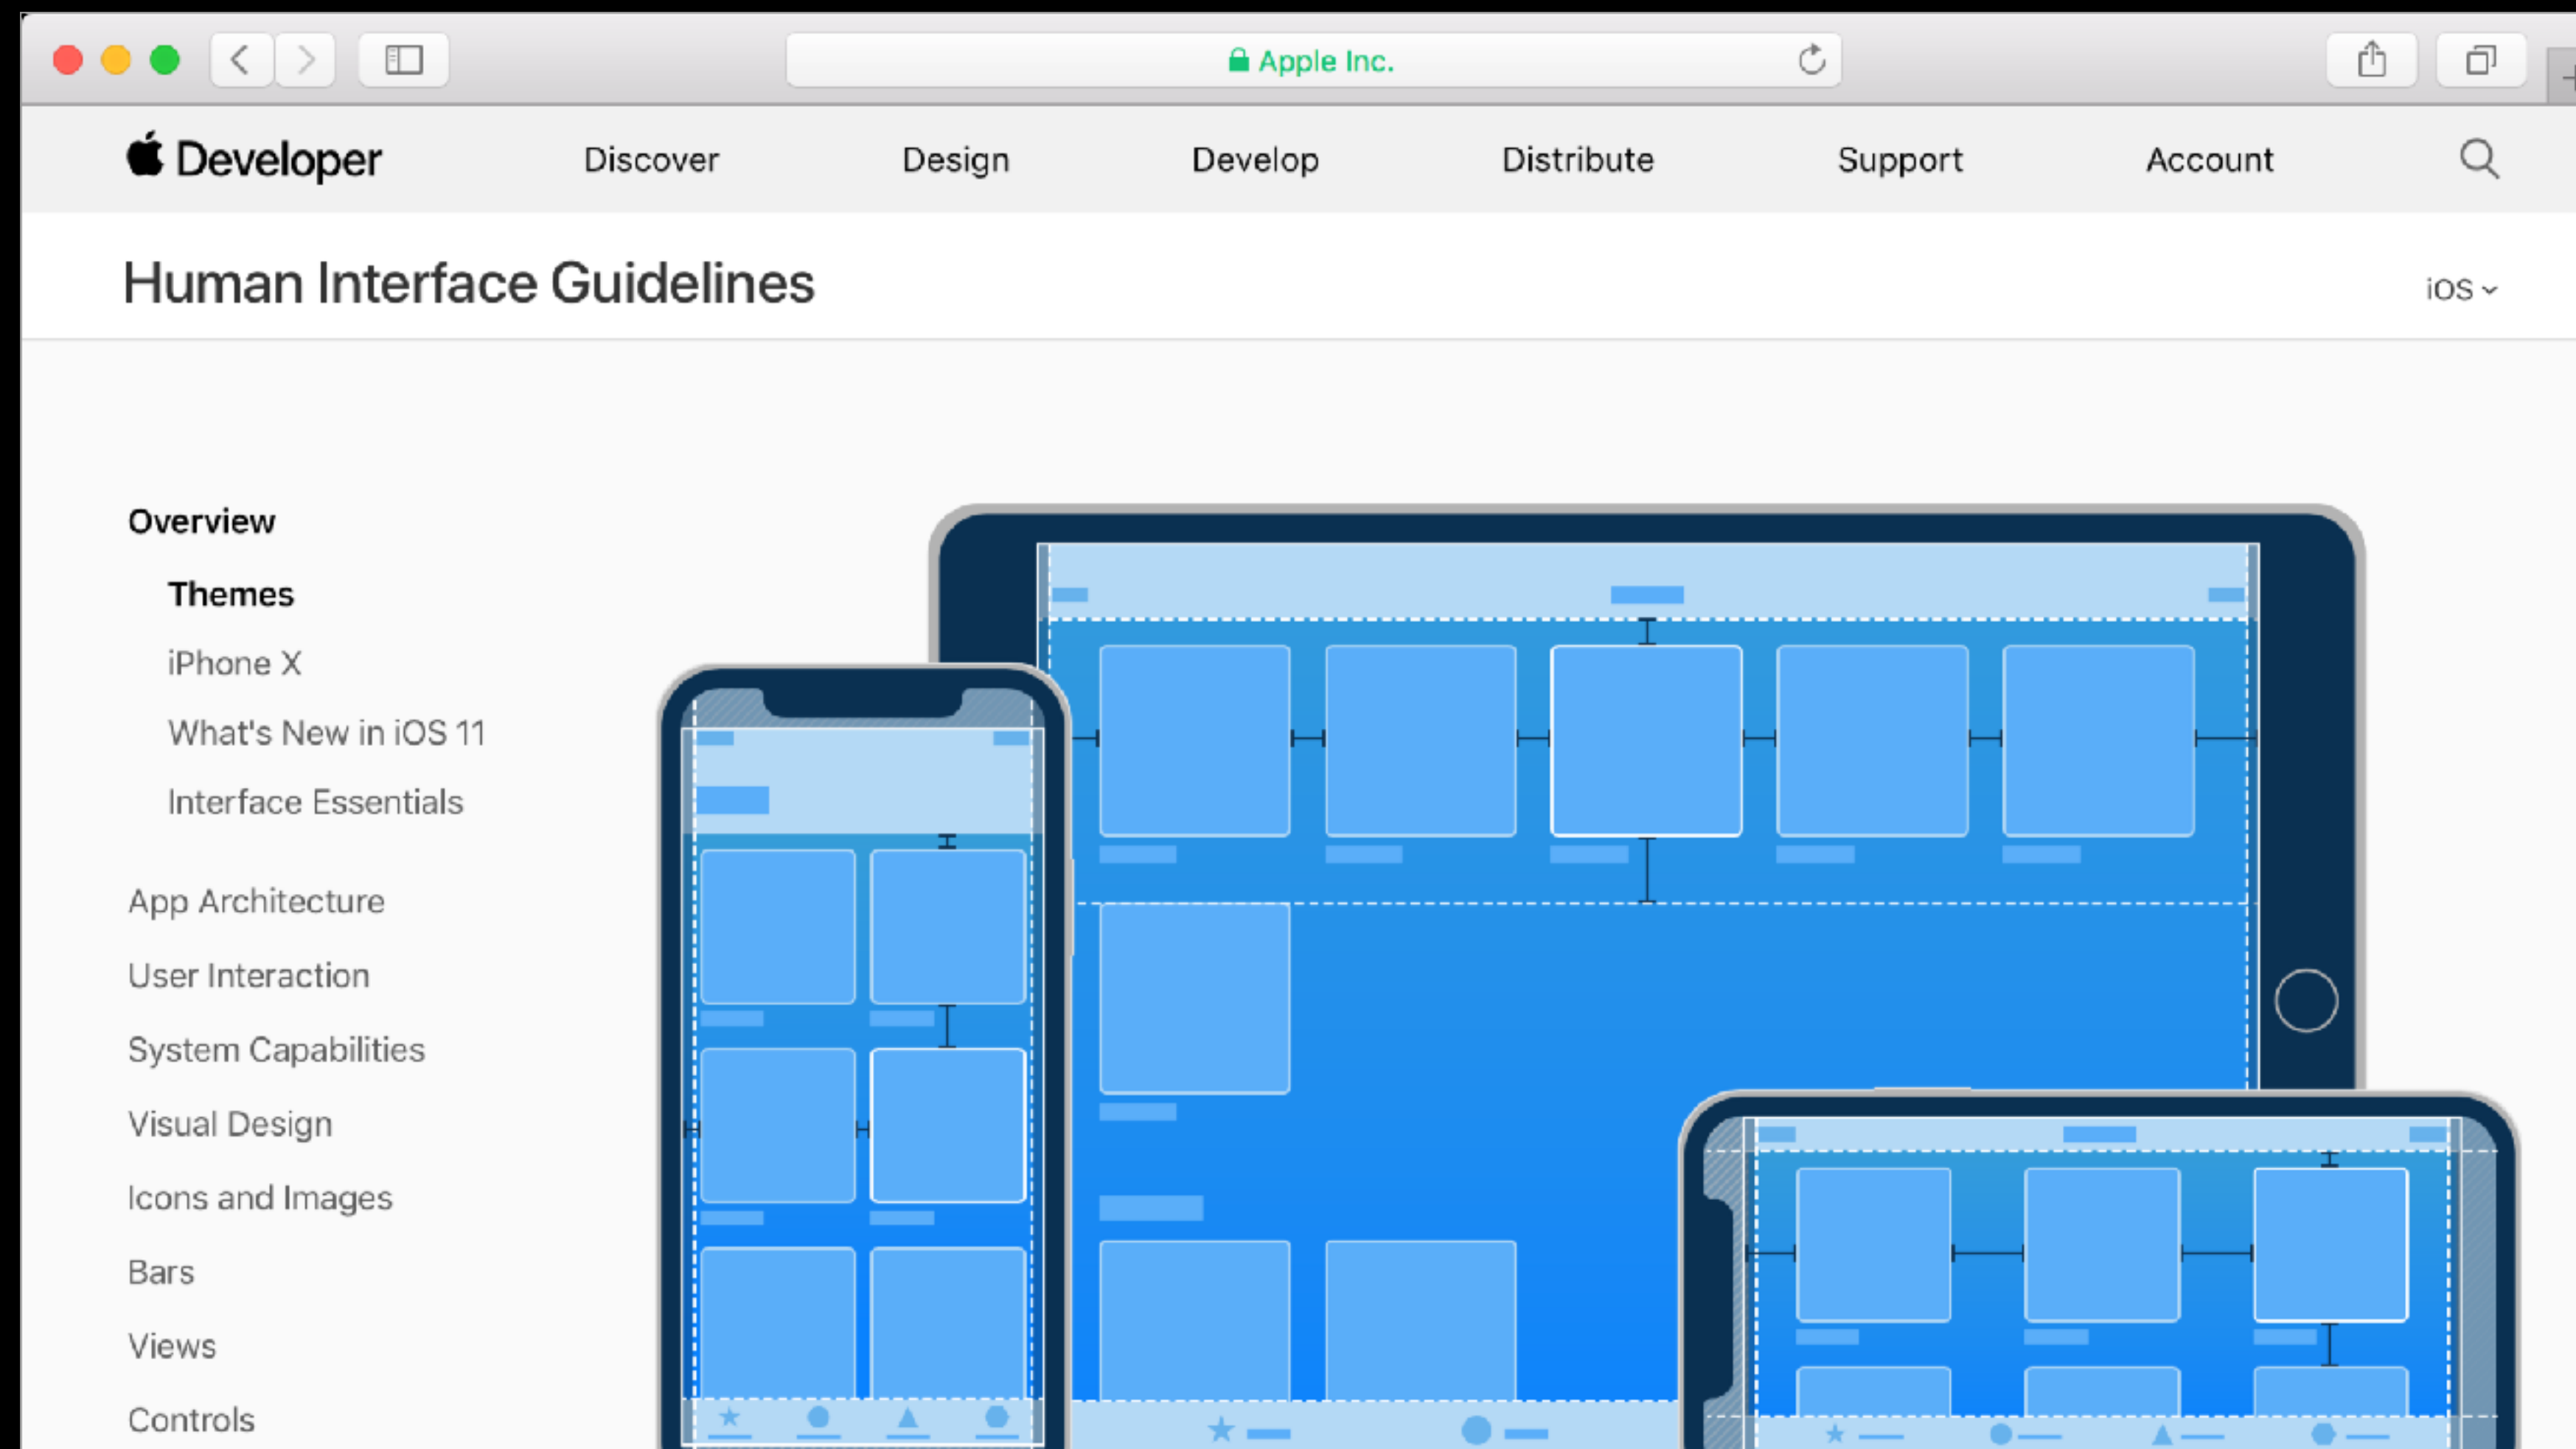 Apple Inc.
Developer Discover Design Develop Distribute Support Account
Human Interface Guidelines
iOS
Overview
Themes
iPhone X
What's New in iOS 11
Interface Essentials
App Architecture
User Interaction
System Capabilities
Visual Design
Icons and Images
Bars
Views
Controls